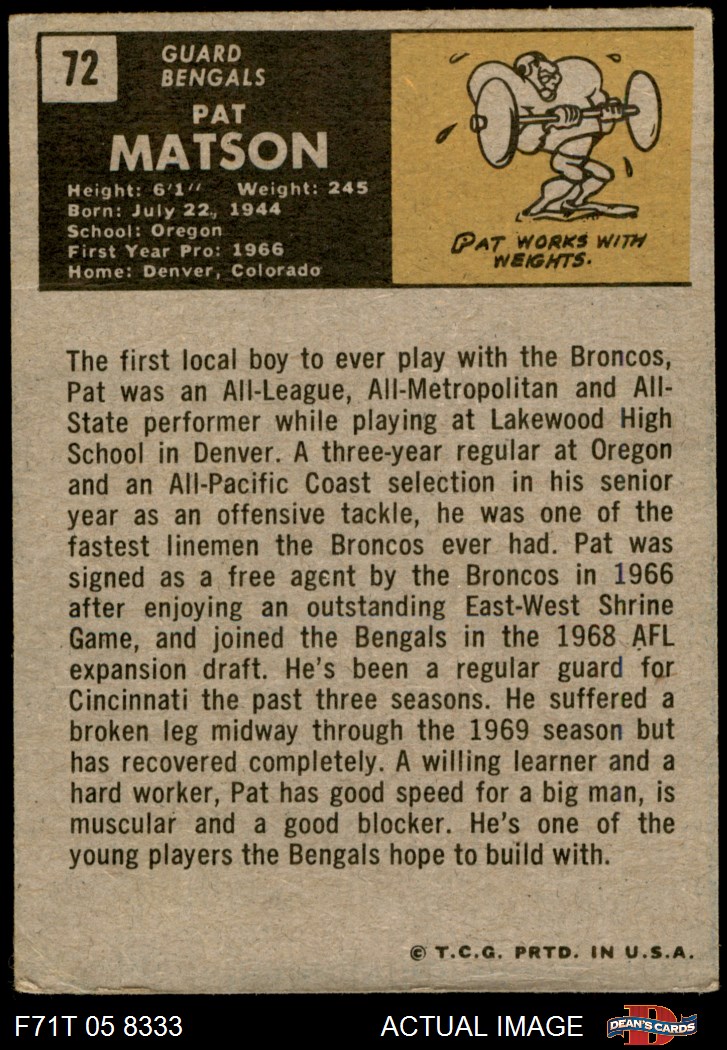 72
GUARD
BENGALS
PAT
MATSON
Height: 6'1" Weight: 245
Born: July 22, 1944
School: Oregon
First Year Pro: 1966
Home: Denver, Colorado
PAT WORKS WITH
WEIGHTS.
The first local boy to ever play with the Broncos,
Pat was an All-League, All-Metropolitan and All-
State performer while playing at Lakewood High
School in Denver. A three-year regular at Oregon
and an All-Pacific Coast selection in his senior
year as an offensive tackle, he was one of the
fastest linemen the Broncos ever had. Pat was
signed as a free agent by the Broncos in 1966
after enjoying an outstanding East-West Shrine
Game, and joined the Bengals in the 1968 AFL
expansion draft. He's been a regular guard for
Cincinnati the past three seasons. He suffered a
broken leg midway through the 1969 season but
has recovered completely. A willing learner and a
hard worker, Pat has good speed for a big man, is
muscular and a good blocker. He's one of the
young players the Bengals hope to build with.
© T.C.G. PRTD. IN U.S.A.
F71T 05 8333
ACTUAL IMAGE
D
DEAN'S CARDS